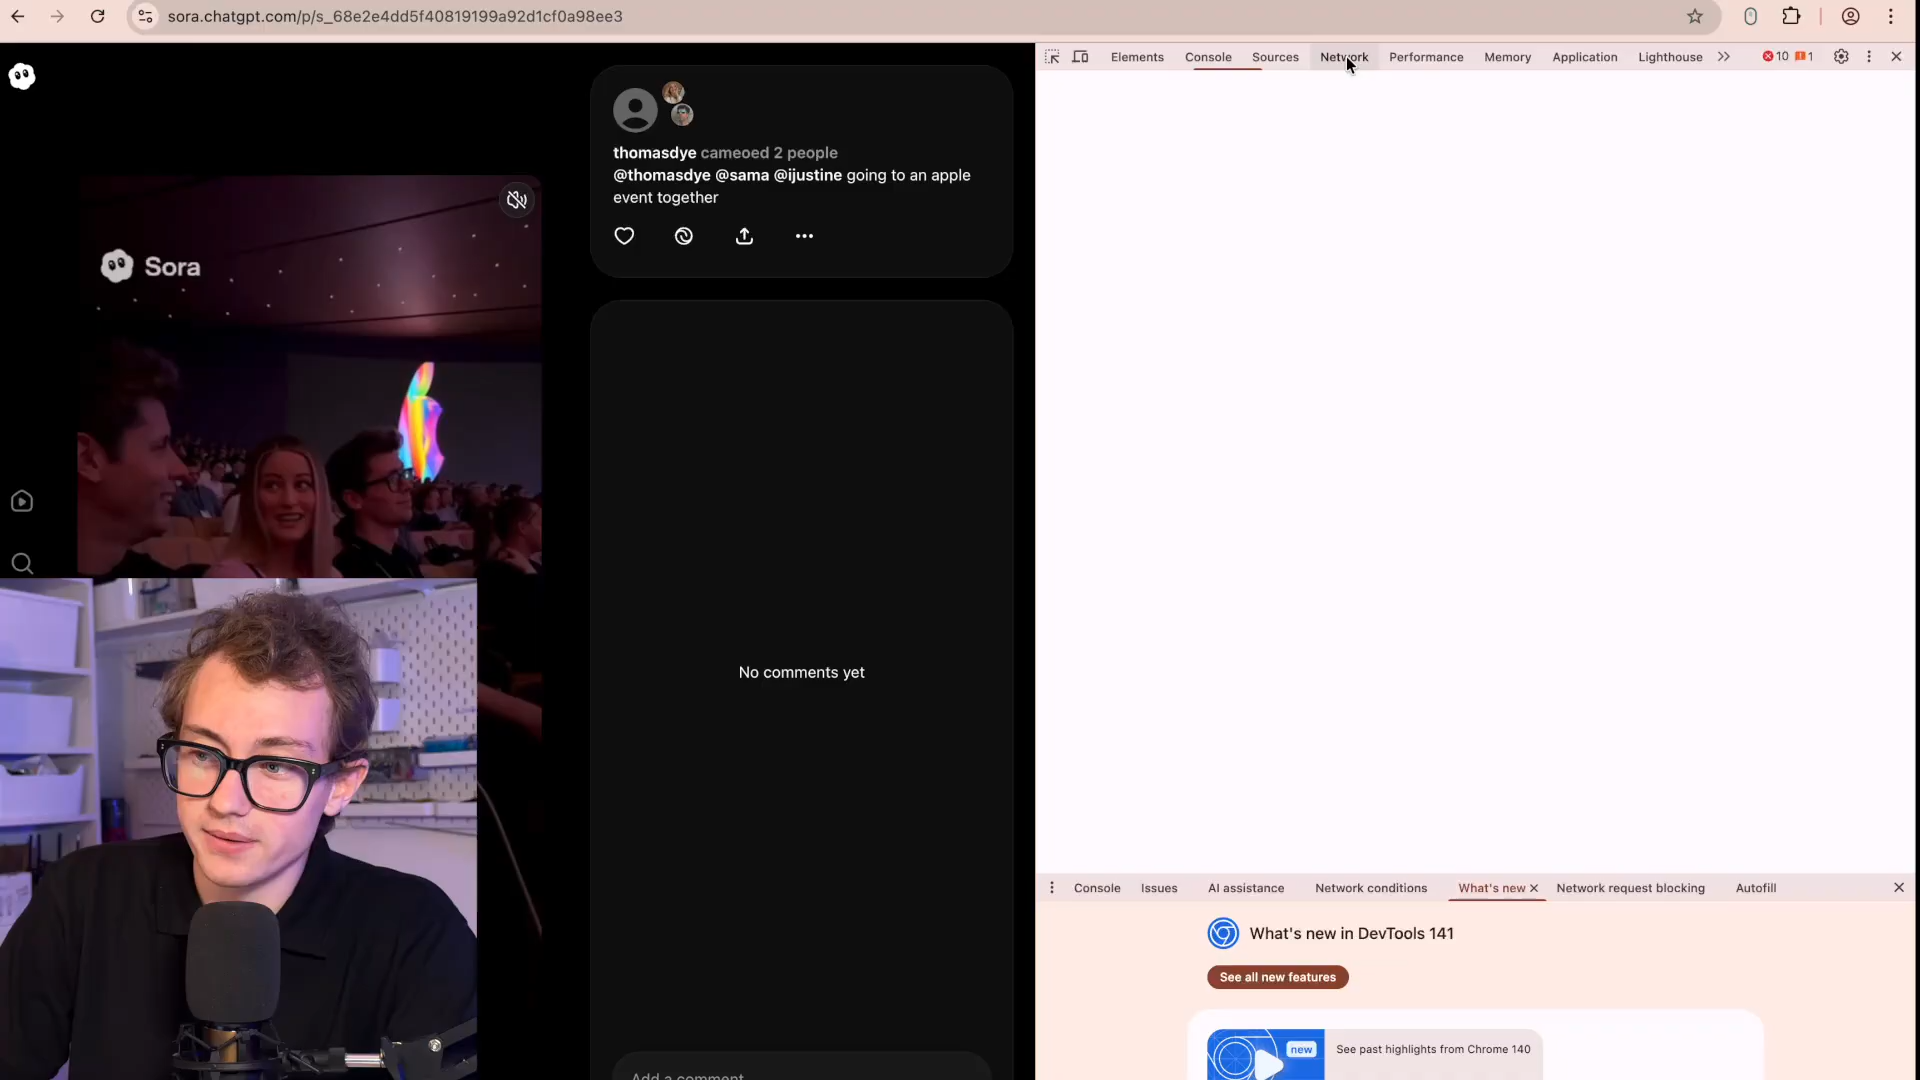 sora.chatgpt.com/p/s_68e2e4dd5f40819199a92d1cf0a98ee3
Elements Console Sources Network Performance Memory Application Lighthouse 10 1
thomasdye cameoed 2 people
@thomasdye @sama @ijustine going to an apple
event together
Sora
No comments yet
Add a comment
Console Issues AI assistance Network conditions What's new Network request blocking Autofill
What's new in DevTools 141
See all new features
new
See past highlights from Chrome 140